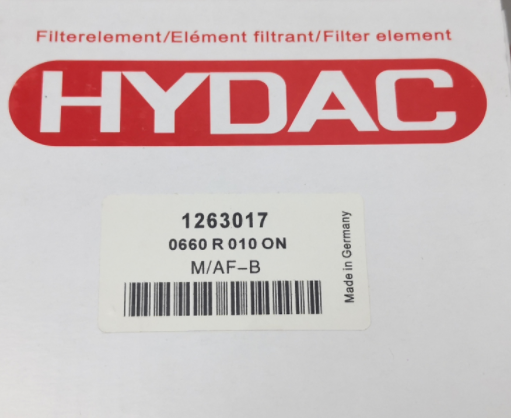 Filterelement/Elément filtrant/Filter element
HYDAC
1263017
0660 R 010 ON
M/AF-B
Made in Germany